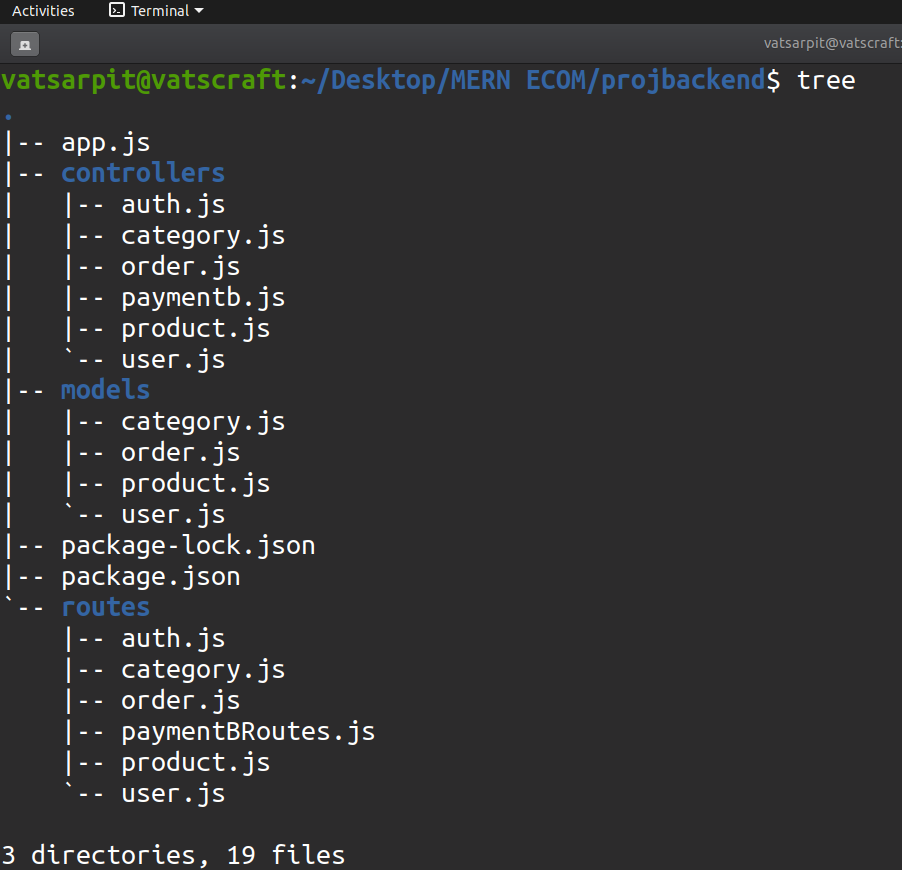 Activities Terminal
vatsarpit@vatscraft:
vatsarpit@vatscraft:~/Desktop/MERN ECOM/projbackend$ tree
.
|-- app.js
|-- controllers
|   |-- auth.js
|   |-- category.js
|   |-- order.js
|   |-- paymentb.js
|   |-- product.js
|   `-- user.js
|-- models
|   |-- category.js
|   |-- order.js
|   |-- product.js
|   `-- user.js
|-- package-lock.json
|-- package.json
`-- routes
    |-- auth.js
    |-- category.js
    |-- order.js
    |-- paymentBRoutes.js
    |-- product.js
    `-- user.js
3 directories, 19 files